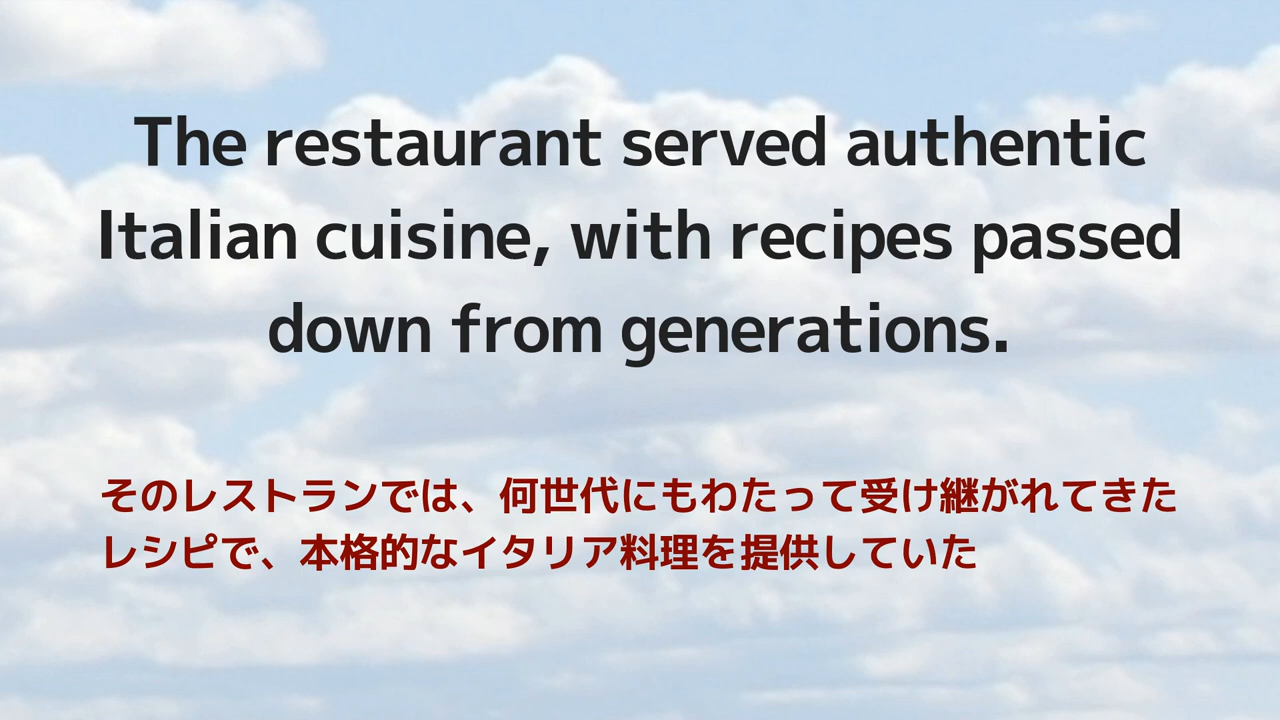 The restaurant served authentic
Italian cuisine, with recipes passed
down from generations.
そのレストランでは、何世代にもわたって受け継がれてきた
レシピで、本格的なイタリア料理を提供していた